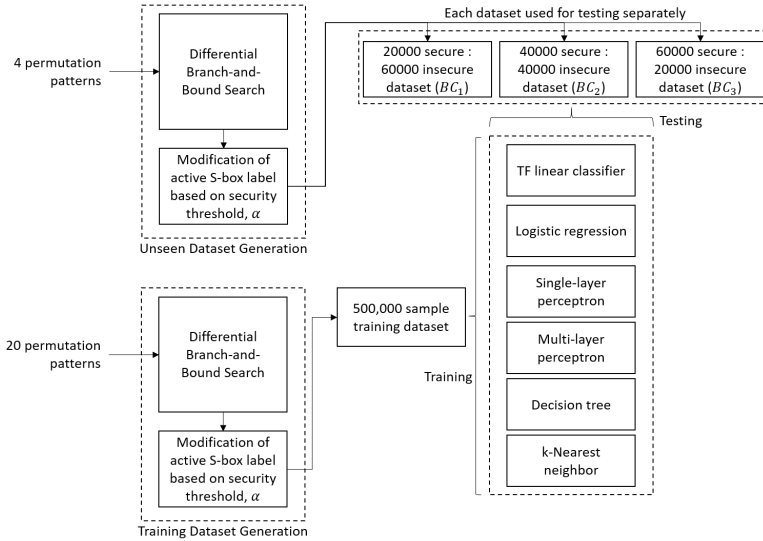 Each dataset used for testing separately
4 permutation
patterns
Differential
Branch-and-
Bound Search
Modification of
active S-box label
based on security
threshold, α
Unseen Dataset Generation
20000 secure :
60000 insecure
dataset (BC₁)
40000 secure :
40000 insecure
dataset (BC₂)
60000 secure :
20000 insecure
dataset (BC₃)
Testing
TF linear classifier
Logistic regression
Single-layer
perceptron
Multi-layer
perceptron
Decision tree
k-Nearest
neighbor
Training
500,000 sample
training dataset
20 permutation
patterns
Differential
Branch-and-
Bound Search
Modification of
active S-box label
based on security
threshold, α
Training Dataset Generation